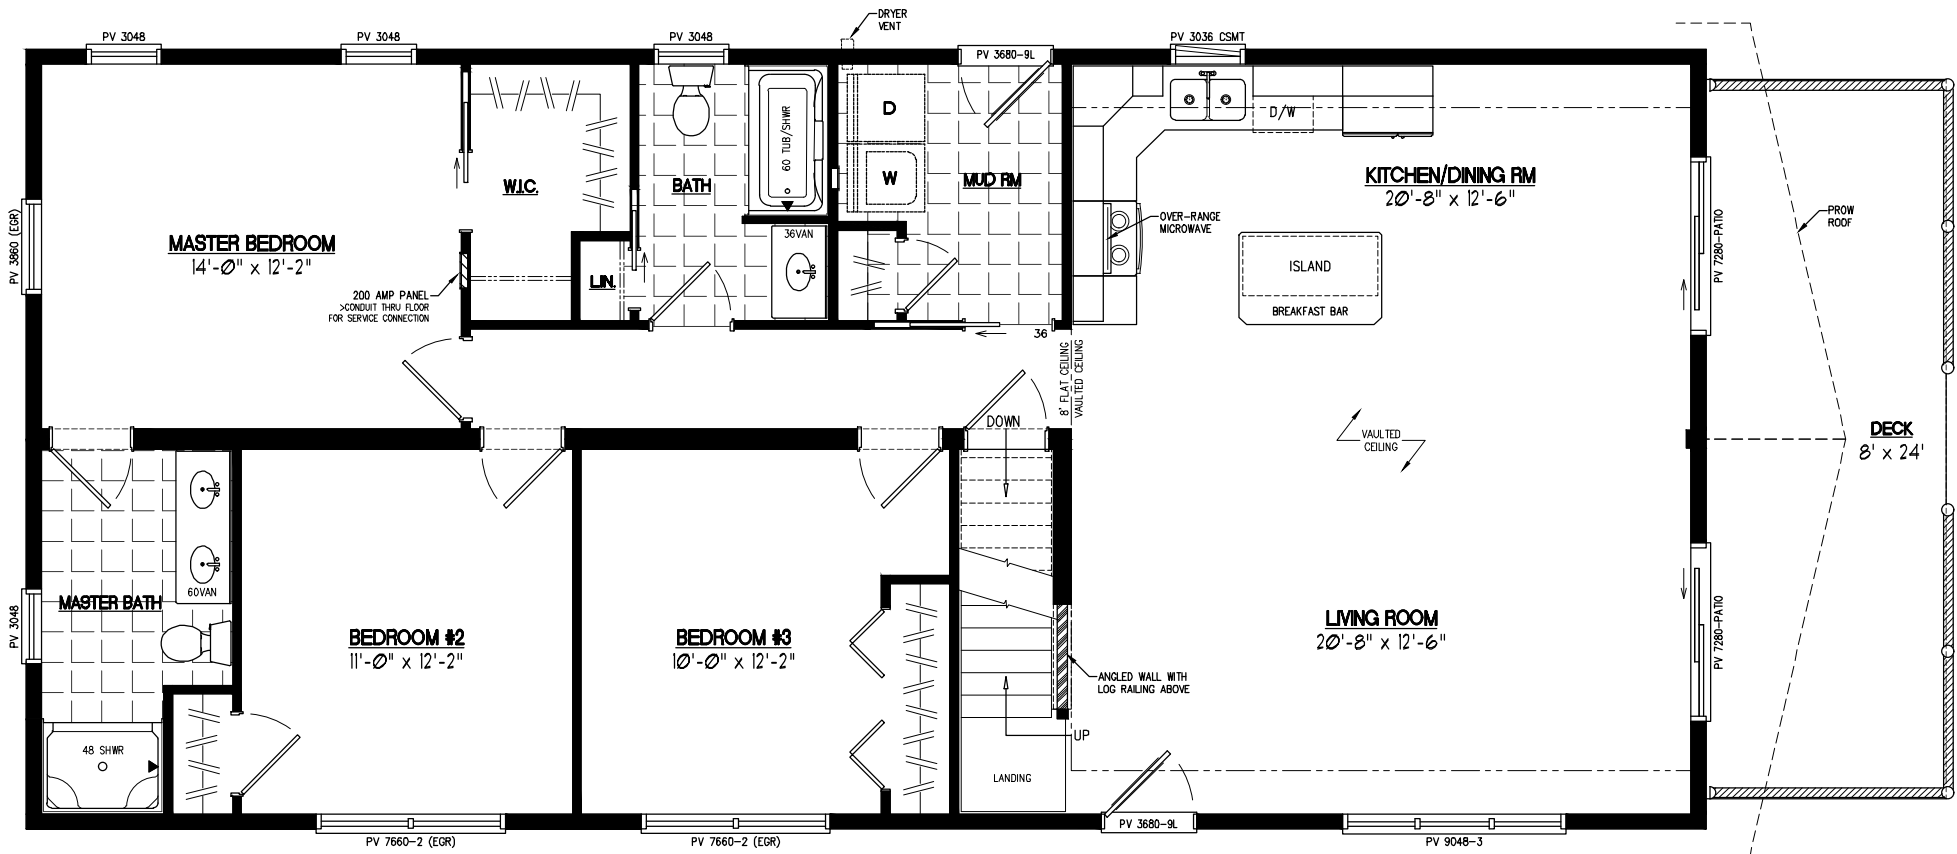 DRYER
VENT
PV 3048
PV 3048
PV 3048
PV 3680-9L
PV 3036 CSMT
D
W
60 TUB/SHWR
D/W
W.I.C.
BATH
MUD RM
KITCHEN/DINING RM
20'-8" x 12'-6"
OVER-RANGE
MICROWAVE
PROW
ROOF
PV 3860 (EGR)
MASTER BEDROOM
14'-0" x 12'-2"
36VAN
LIN.
200 AMP PANEL
>CONDUIT THRU FLOOR
FOR SERVICE CONNECTION
ISLAND
BREAKFAST BAR
PV 7280-PATIO
36
8' FLAT CEILING
VAULTED CEILING
DOWN
VAULTED
CEILING
DECK
8' x 24'
60VAN
MASTER BATH
PV 3048
BEDROOM #2
11'-0" x 12'-2"
BEDROOM #3
10'-0" x 12'-2"
LIVING ROOM
20'-8" x 12'-6"
PV 7280-PATIO
ANGLED WALL WITH
LOG RAILING ABOVE
UP
48 SHWR
LANDING
PV 7660-2 (EGR)
PV 7660-2 (EGR)
PV 3680-9L
PV 9048-3